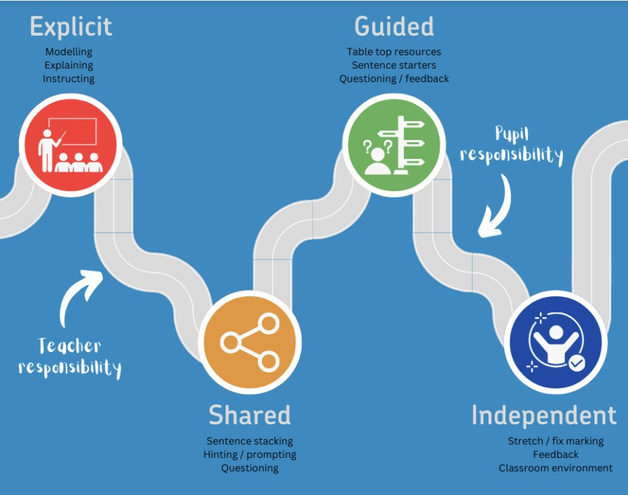 Explicit
Modelling
Explaining
Instructing
Guided
Table top resources
Sentence starters
Questioning / feedback
Pupil
responsibility
? ?
Teacher
responsibility
Shared
Sentence stacking
Hinting / prompting
Questioning
Independent
Stretch / fix marking
Feedback
Classroom environment